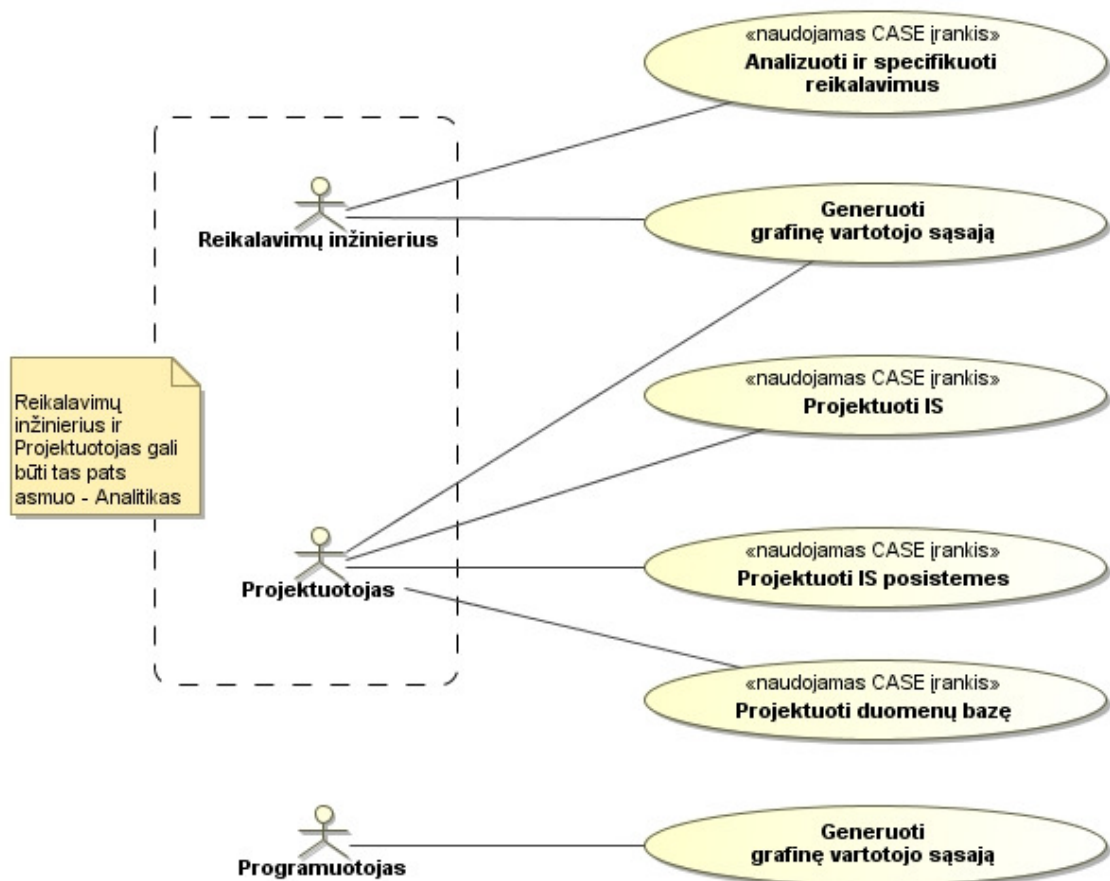 «naudojamas CASE įrankis»
Analizuoti ir specifikuoti
reikalavimus
Reikalavimų inžinierius
Generuoti
grafinę vartotojo sąsają
Reikalavimų
inžinierius ir
Projektuotojas gali
būti tas pats
asmuo - Analitikas
«naudojamas CASE įrankis»
Projektuoti IS
Projektuotojas
«naudojamas CASE įrankis»
Projektuoti IS posistemes
«naudojamas CASE įrankis»
Projektuoti duomenų bazę
Programuotojas
Generuoti
grafinę vartotojo sąsają